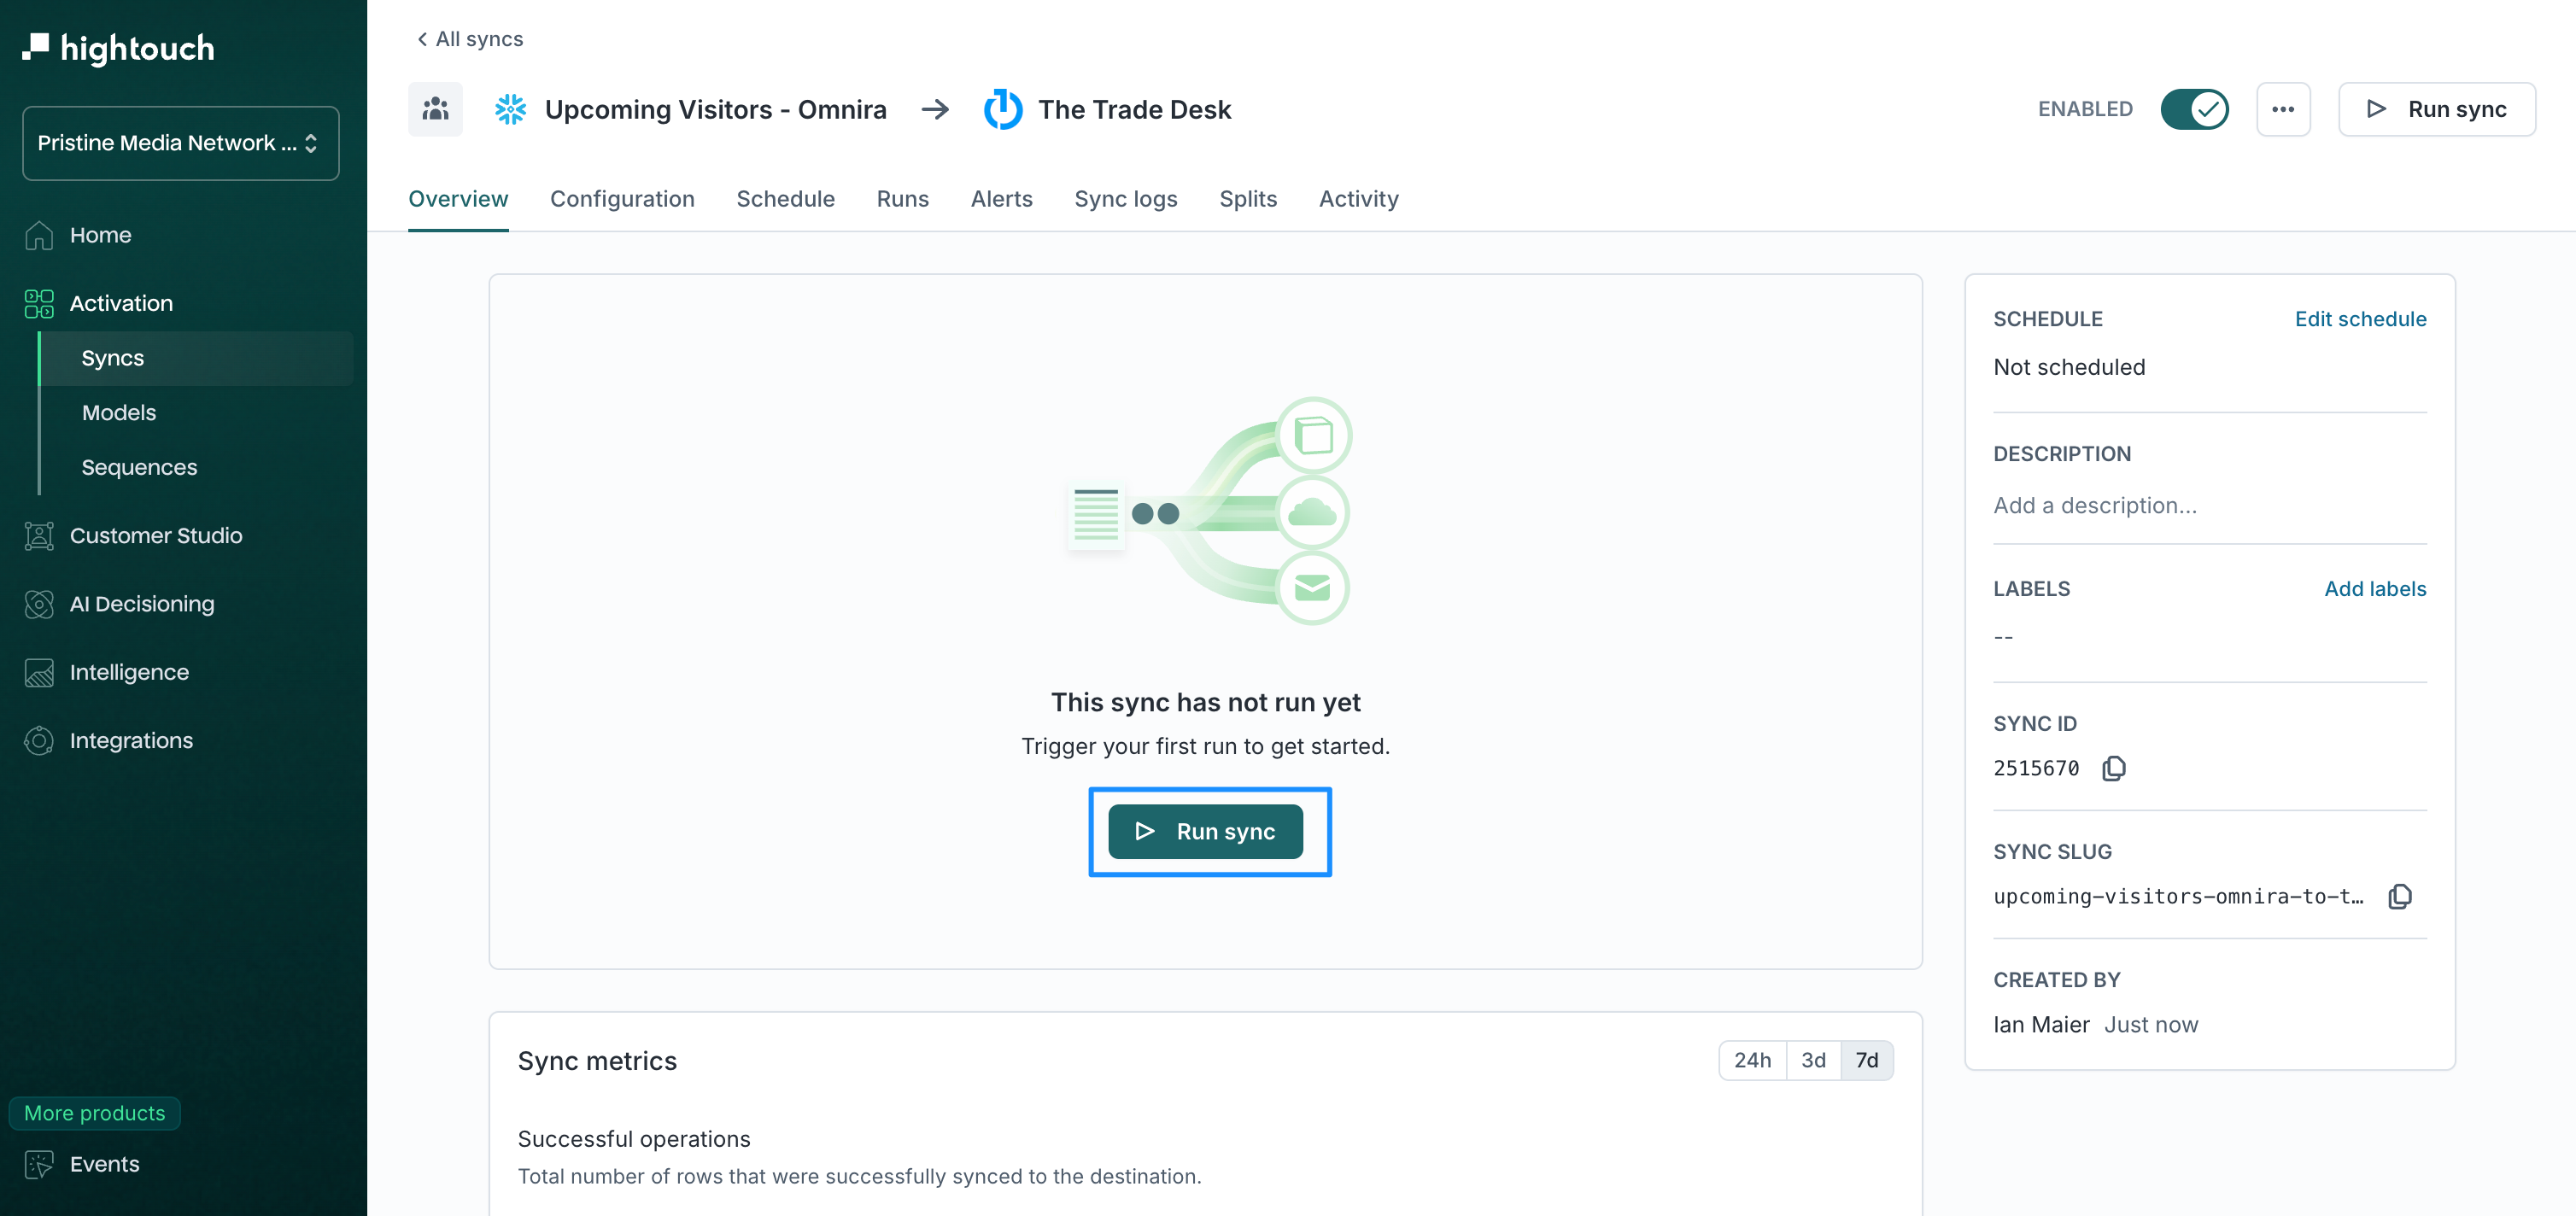 hightouch
Pristine Media Network ...
Home
Activation
Syncs
Models
Sequences
Customer Studio
AI Decisioning
Intelligence
Integrations
More products
Events
All syncs
Upcoming Visitors - Omnira → The Trade Desk
ENABLED
Run sync
Overview Configuration Schedule Runs Alerts Sync logs Splits Activity
This sync has not run yet
Trigger your first run to get started.
Run sync
Sync metrics
24h 3d 7d
Successful operations
Total number of rows that were successfully synced to the destination.
SCHEDULE Edit schedule
Not scheduled
DESCRIPTION
Add a description...
LABELS Add labels
--
SYNC ID
2515670
SYNC SLUG
upcoming-visitors-omnira-to-t...
CREATED BY
Ian Maier Just now